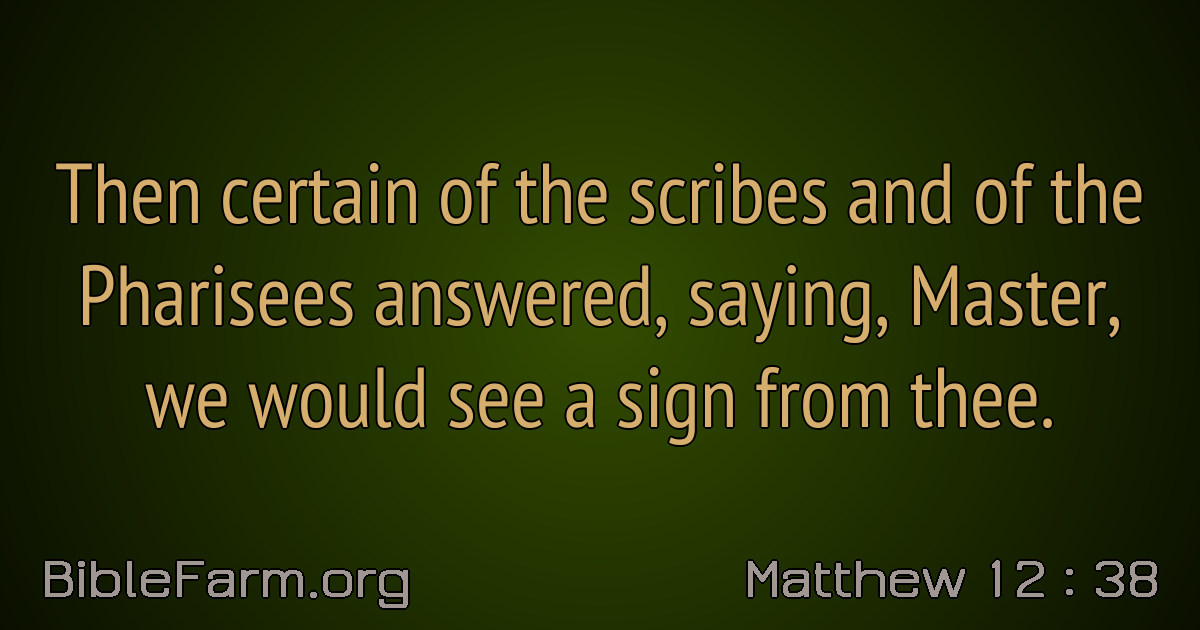 Then certain of the scribes and of the
Pharisees answered, saying, Master,
we would see a sign from thee.
BibleFarm.org
Matthew 12 : 38